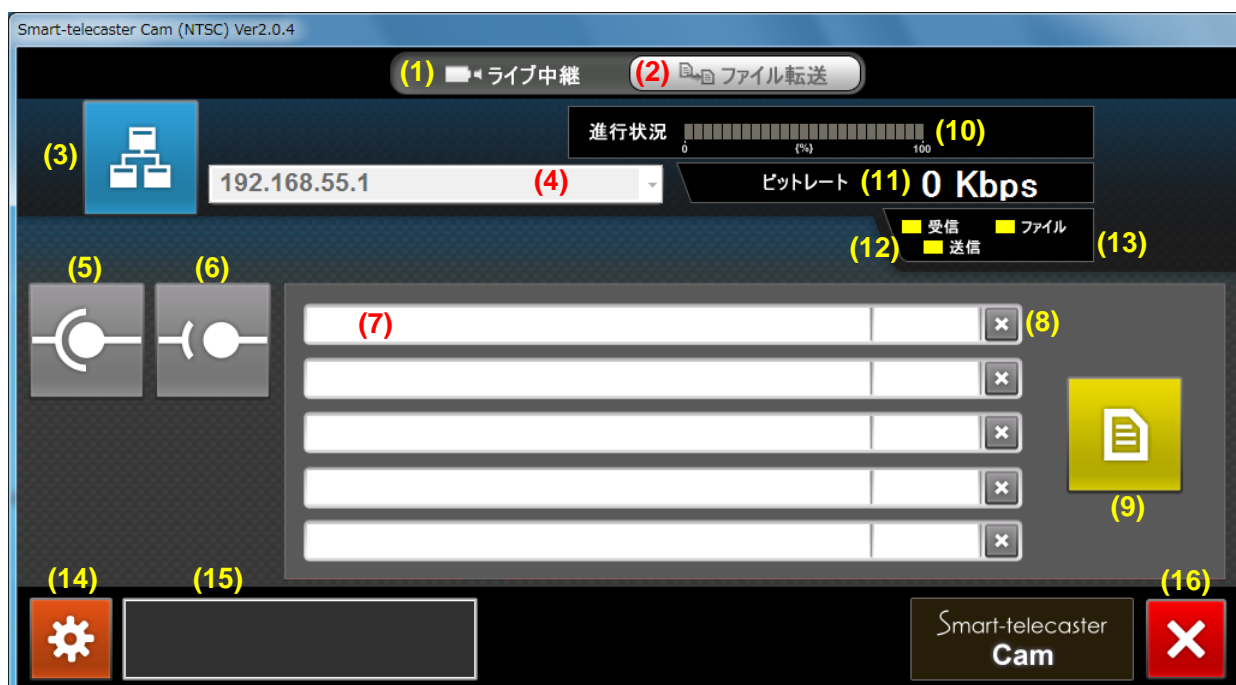 Smart-telecaster Cam (NTSC) Ver2.0.4
(1) ライブ中継 (2) ファイル転送
(3)
進行状況 (10)
0 {%} 100
192.168.55.1 (4)
ビットレート (11) 0 Kbps
受信 ファイル
(12) 送信 (13)
(5) (6)
(7) (8)
(9)
(14) (15) (16)
Smart-telecaster
Cam